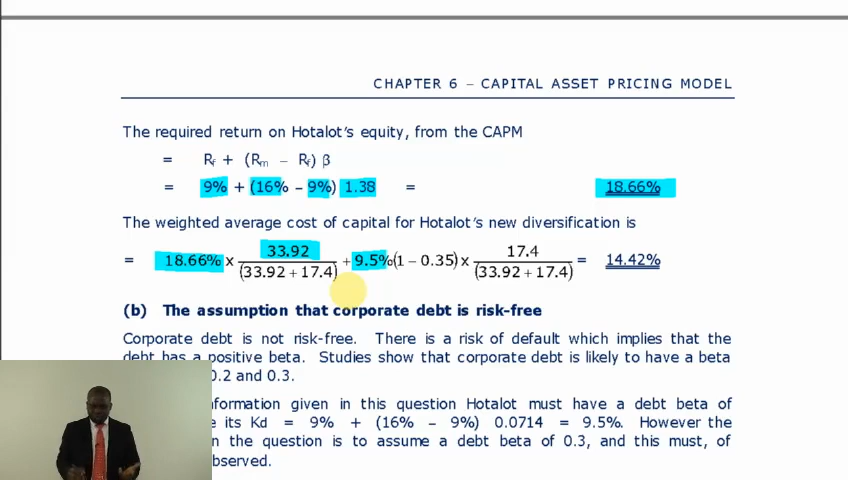 CHAPTER 6 – CAPITAL ASSET PRICING MODEL
The required return on Hotalot's equity, from the CAPM
= Rf + (Rm – Rf) β
= 9% + (16% – 9%) 1.38 = 18.66%
The weighted average cost of capital for Hotalot's new diversification is
= 18.66% x 33.92/(33.92 + 17.4) + 9.5%(1 – 0.35) x 17.4/(33.92 + 17.4) = 14.42%
(b) The assumption that corporate debt is risk-free
Corporate debt is not risk-free. There is a risk of default which implies that the
debt has a positive beta. Studies show that corporate debt is likely to have a beta
0.2 and 0.3.
information given in this question Hotalot must have a debt beta of
its Kd = 9% + (16% – 9%) 0.0714 = 9.5%. However the
in the question is to assume a debt beta of 0.3, and this must, of
observed.